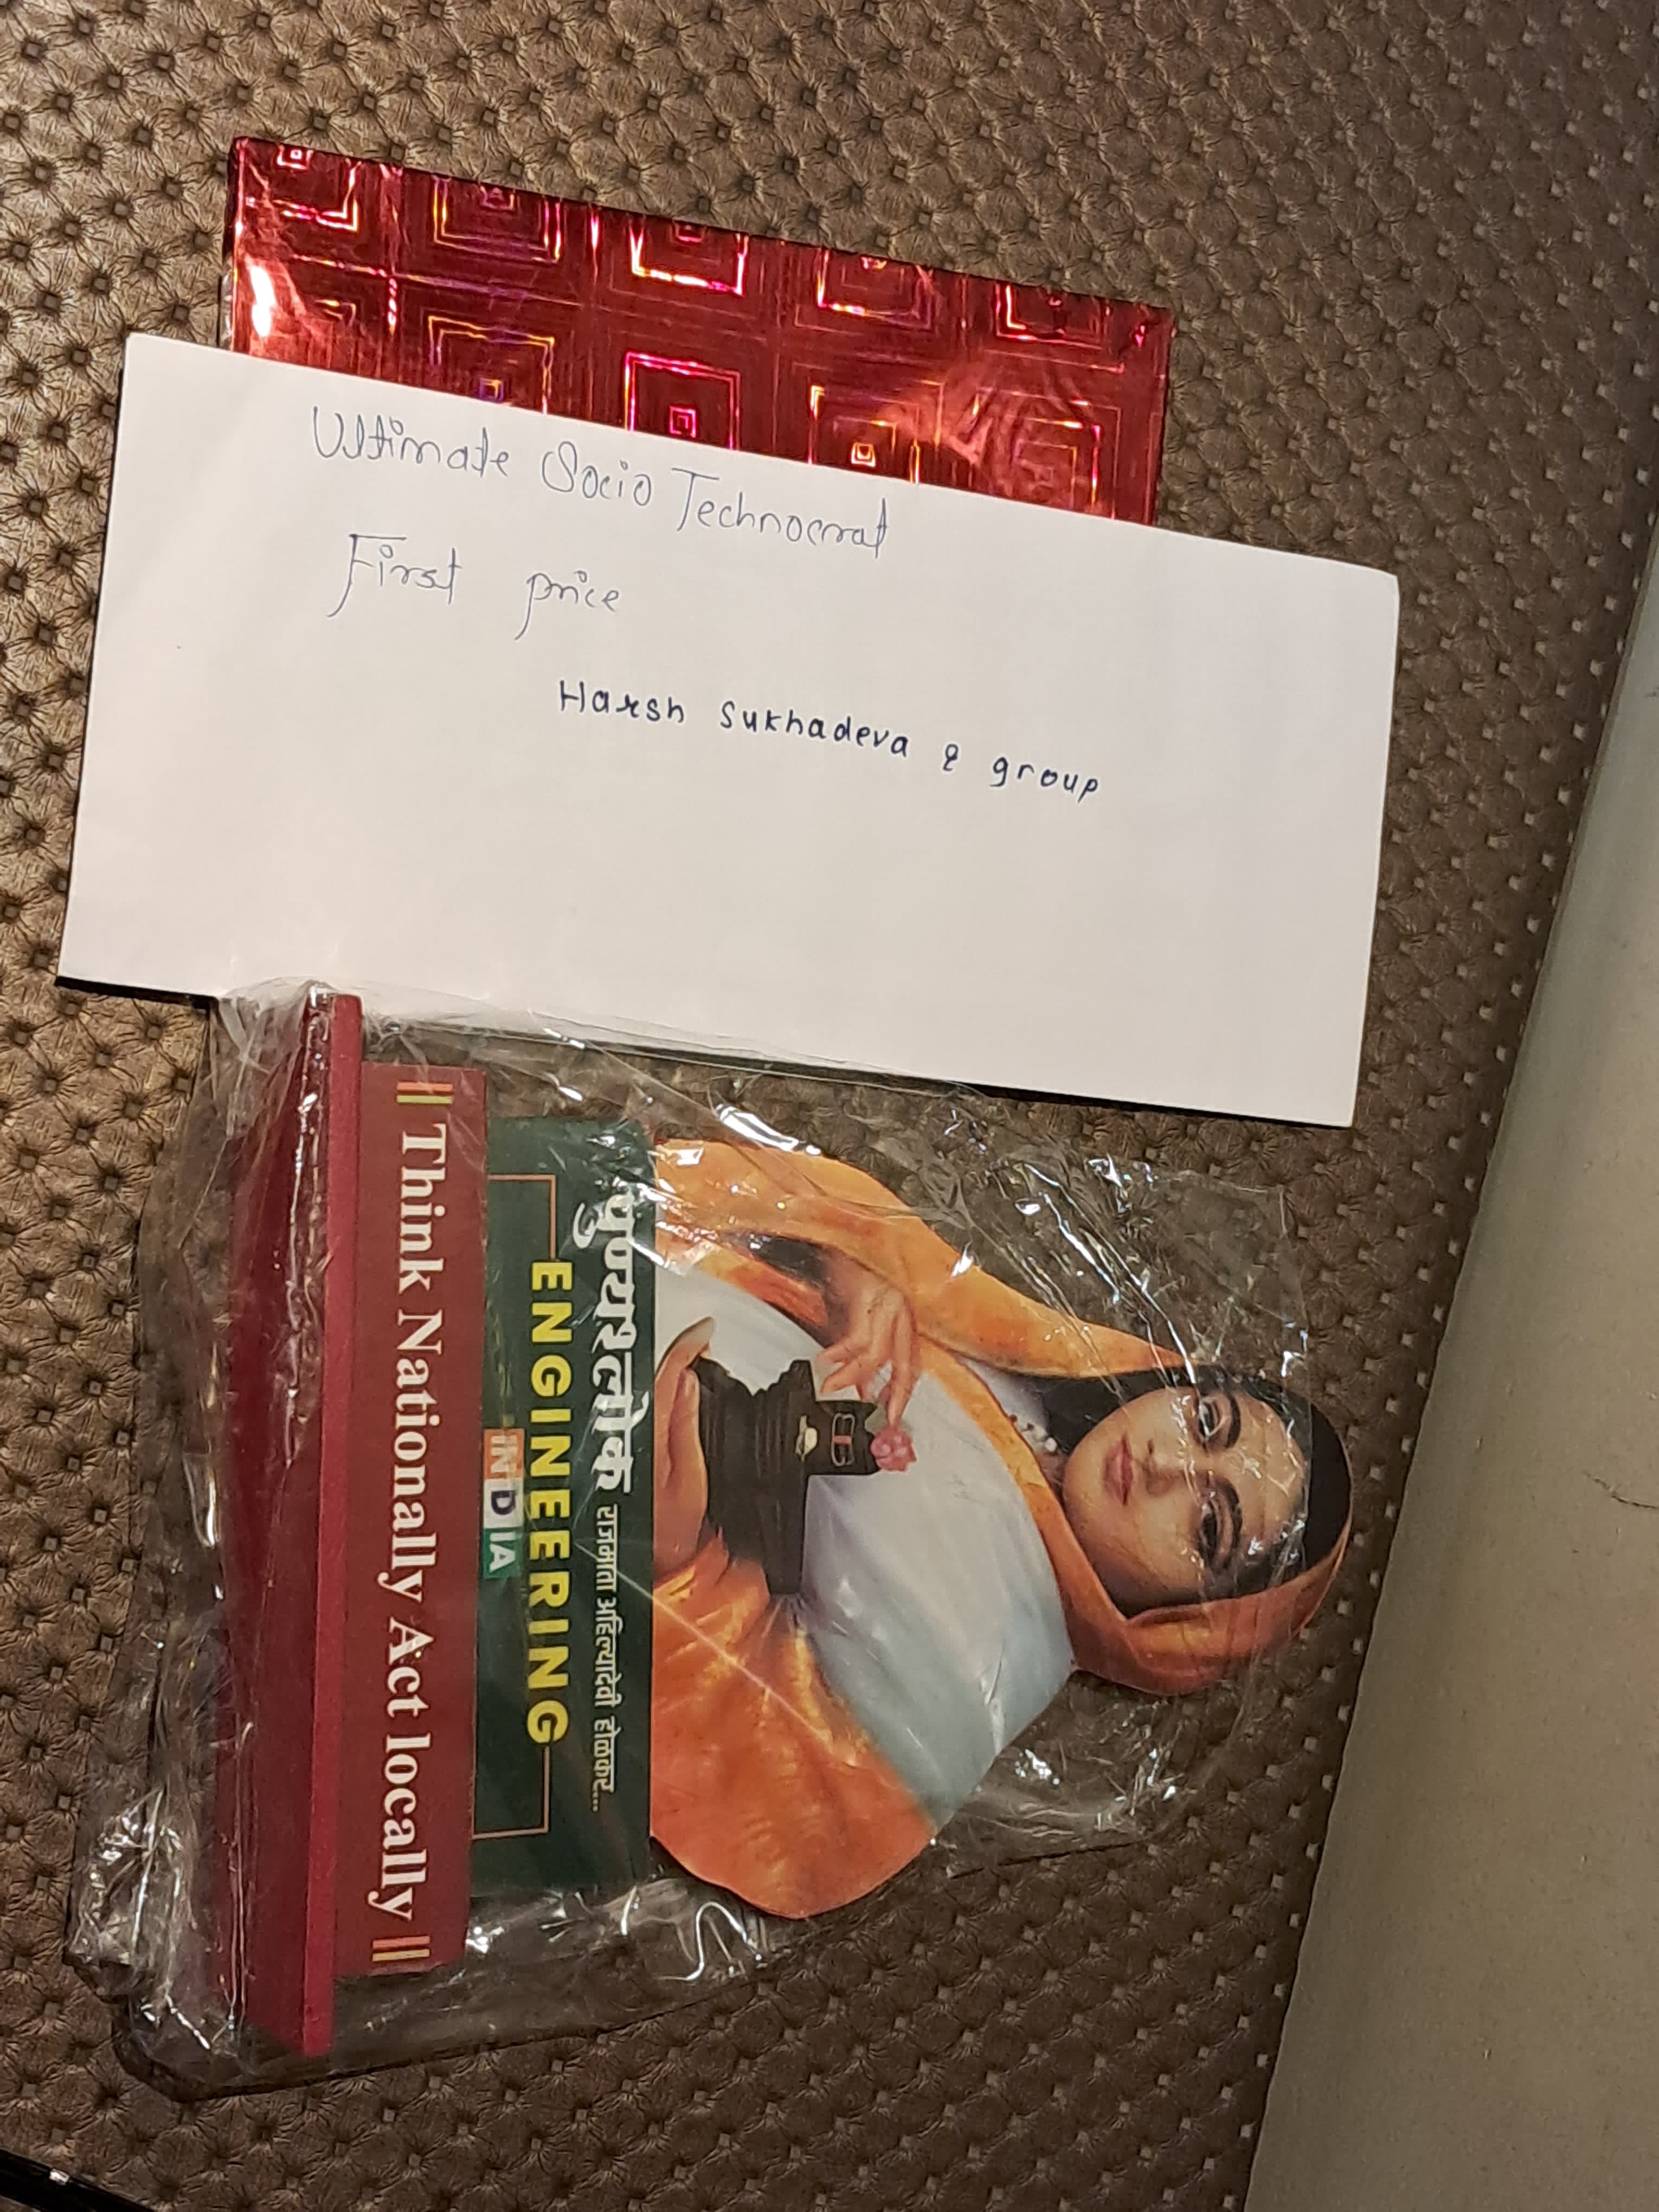 Ultimate Socio Technocrat
First price
Harsh Sukhadeva & group
पुण्यश्लोक राजमाता अहिल्यादेवी होळकर...
ENGINEERING
INDIA
|| Think Nationally Act locally ||